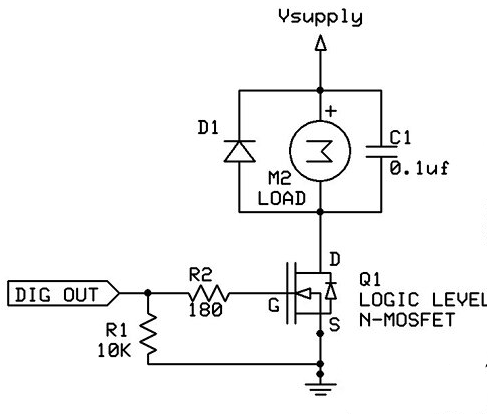 Vsupply
+
D1
C1
0.1uf
M2
LOAD
D
R2
180
DIG OUT
G
Q1
LOGIC LEVEL
N-MOSFET
S
R1
10K